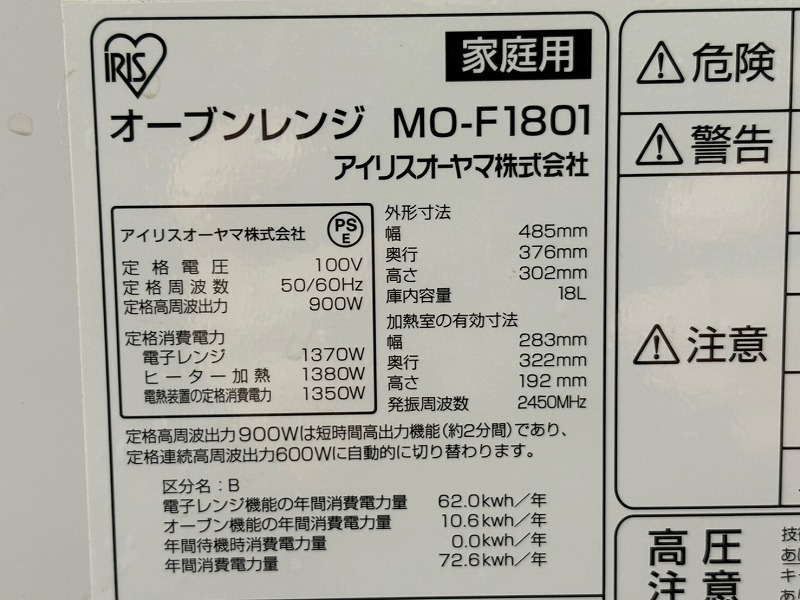 IRIS
家庭用
オーブンレンジ MO-F1801
アイリスオーヤマ株式会社
アイリスオーヤマ株式会社 PS E
定格電圧 100V
定格周波数 50/60Hz
定格高周波出力 900W
定格消費電力
電子レンジ 1370W
ヒーター加熱 1380W
電熱装置の定格消費電力 1350W
外形寸法
幅 485mm
奥行 376mm
高さ 302mm
庫内容量 18L
加熱室の有効寸法
幅 283mm
奥行 322mm
高さ 192 mm
発振周波数 2450MHz
定格高周波出力900Wは短時間高出力機能(約2分間)であり、
定格連続高周波出力600Wに自動的に切り替わります。
区分名:B
電子レンジ機能の年間消費電力量 62.0kwh/年
オーブン機能の年間消費電力量 10.6kwh/年
年間待機時消費電力量 0.0kwh/年
年間消費電力量 72.6kwh/年
危険
警告
注意
高圧
注意